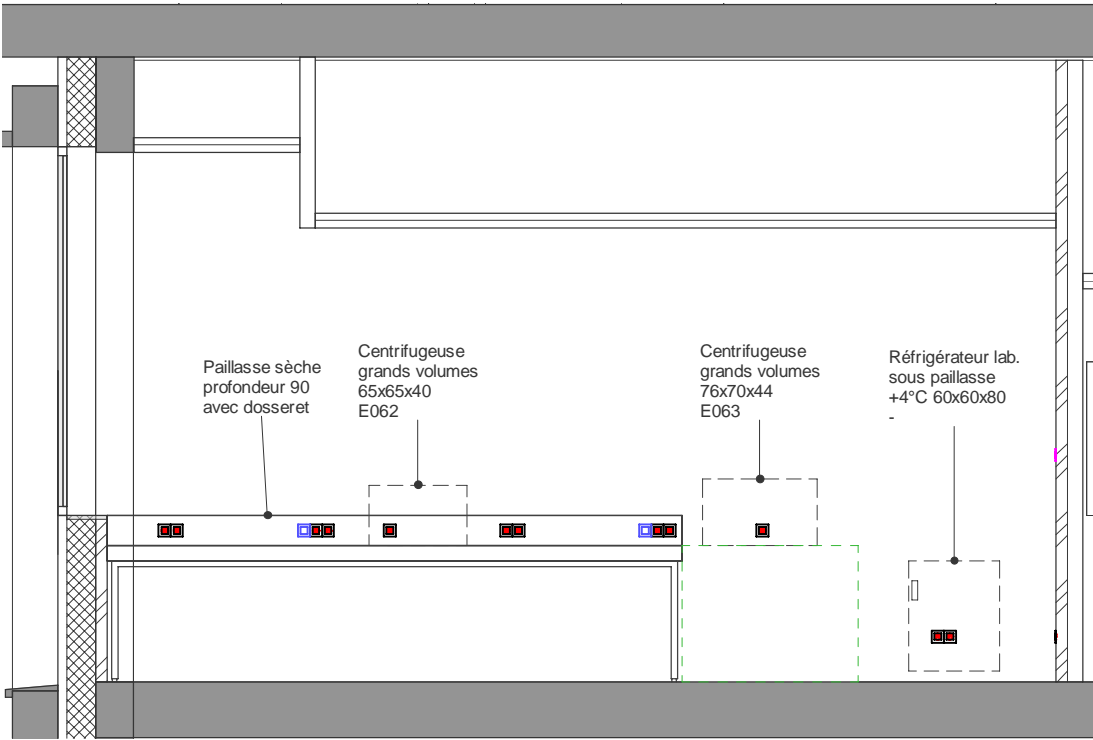 Paillasse sèche
profondeur 90
avec dosseret
Centrifugeuse
grands volumes
65x65x40
E062
Centrifugeuse
grands volumes
76x70x44
E063
Réfrigérateur lab.
sous paillasse
+4°C 60x60x80
-